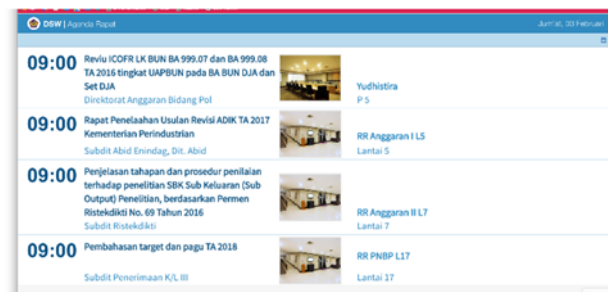 DSW | Agenda Rapat
Jum'at, 03 Februari
09:00
Reviu ICOFR LK BUN BA 999.07 dan BA 999.08
TA 2016 tingkat UAPBUN pada BA BUN DJA dan
Set DJA
Direktorat Anggaran Bidang Pol
Yudhistira
P 5
09:00
Rapat Penelaahan Usulan Revisi ADIK TA 2017
Kementerian Perindustrian
Subdit Abid Enindag, Dit. Abid
RR Anggaran I L5
Lantai 5
09:00
Penjelasan tahapan dan prosedur penilaian
terhadap penelitian SBK Sub Keluaran (Sub
Output) Penelitian, berdasarkan Permen
Ristekdikti No. 69 Tahun 2016
Subdit Ristekdikti
RR Anggaran II L7
Lantai 7
09:00
Pembahasan target dan pagu TA 2018
Subdit Penerimaan K/L III
RR PNBP L17
Lantai 17